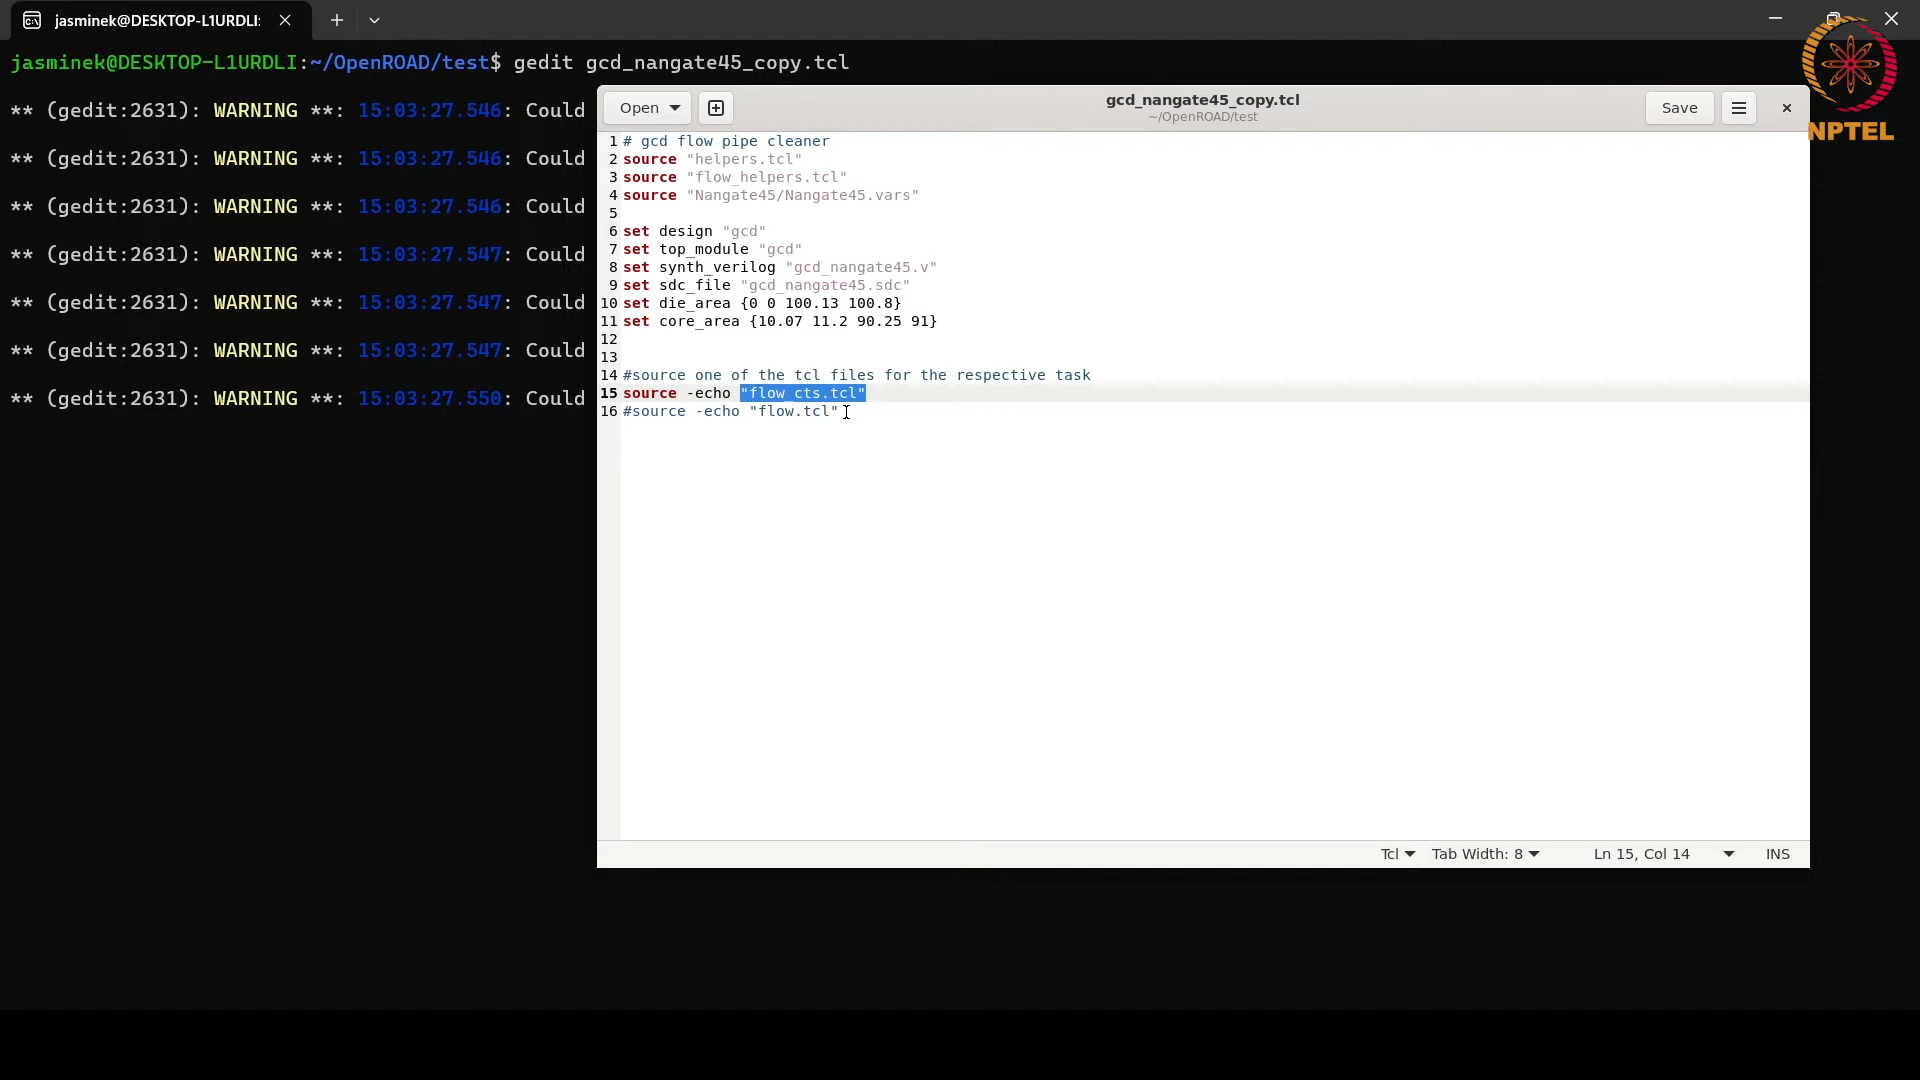 jasminek@DESKTOP-L1URDLI:
jasminek@DESKTOP-L1URDLI:~/OpenROAD/test$ gedit gcd_nangate45_copy.tcl
** (gedit:2631): WARNING **: 15:03:27.546: Could
** (gedit:2631): WARNING **: 15:03:27.546: Could
** (gedit:2631): WARNING **: 15:03:27.546: Could
** (gedit:2631): WARNING **: 15:03:27.547: Could
** (gedit:2631): WARNING **: 15:03:27.547: Could
** (gedit:2631): WARNING **: 15:03:27.547: Could
** (gedit:2631): WARNING **: 15:03:27.550: Could
NPTEL
Open
gcd_nangate45_copy.tcl
~/OpenROAD/test
Save
1 # gcd flow pipe cleaner
2 source "helpers.tcl"
3 source "flow_helpers.tcl"
4 source "Nangate45/Nangate45.vars"
5
6 set design "gcd"
7 set top_module "gcd"
8 set synth_verilog "gcd_nangate45.v"
9 set sdc_file "gcd_nangate45.sdc"
10 set die_area {0 0 100.13 100.8}
11 set core_area {10.07 11.2 90.25 91}
12
13
14 #source one of the tcl files for the respective task
15 source -echo "flow_cts.tcl"
16 #source -echo "flow.tcl"
Tcl Tab Width: 8 Ln 15, Col 14 INS